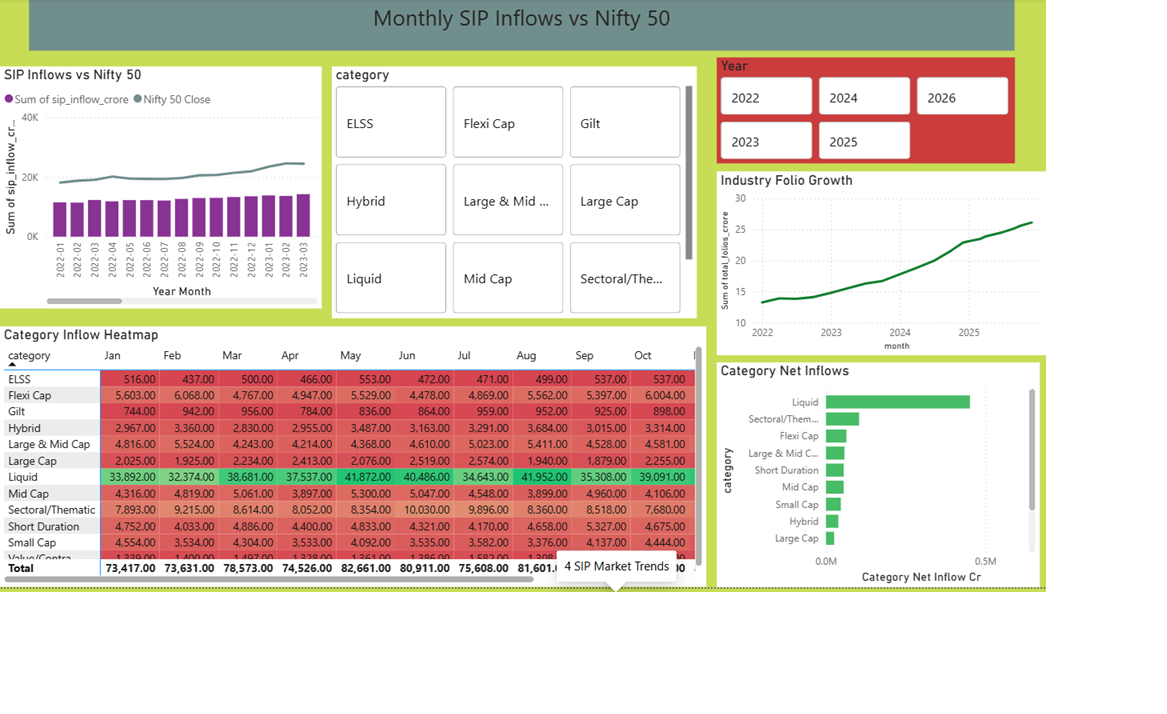 Monthly SIP Inflows vs Nifty 50
SIP Inflows vs Nifty 50
Sum of sip_inflow_crore Nifty 50 Close
Sum of sip_inflow_cr...
40K
20K
0K
2022-01
2022-02
2022-03
2022-04
2022-05
2022-06
2022-07
2022-08
2022-09
2022-10
2022-11
2022-12
2023-01
2023-02
2023-03
Year Month
category
ELSS Flexi Cap Gilt
Hybrid Large & Mid ... Large Cap
Liquid Mid Cap Sectoral/The...
Year
2022 2024 2026
2023 2025
Industry Folio Growth
Sum of total_folios_crore
30
25
20
15
10
2022 2023 2024 2025
month
Category Inflow Heatmap
category Jan Feb Mar Apr May Jun Jul Aug Sep Oct
ELSS 516.00 437.00 500.00 466.00 553.00 472.00 471.00 499.00 537.00 537.00
Flexi Cap 5,603.00 6,068.00 4,767.00 4,947.00 5,529.00 4,478.00 4,869.00 5,562.00 5,397.00 6,004.00
Gilt 744.00 942.00 956.00 784.00 836.00 864.00 959.00 952.00 925.00 898.00
Hybrid 2,967.00 3,360.00 2,830.00 2,955.00 3,487.00 3,163.00 3,291.00 3,684.00 3,015.00 3,314.00
Large & Mid Cap 4,816.00 5,524.00 4,243.00 4,214.00 4,368.00 4,610.00 5,023.00 5,411.00 4,528.00 4,581.00
Large Cap 2,025.00 1,925.00 2,234.00 2,413.00 2,076.00 2,519.00 2,574.00 1,940.00 1,879.00 2,255.00
Liquid 33,892.00 32,374.00 38,681.00 37,537.00 41,872.00 40,486.00 34,643.00 41,952.00 35,308.00 39,091.00
Mid Cap 4,316.00 4,819.00 5,061.00 3,897.00 5,300.00 5,047.00 4,548.00 3,899.00 4,960.00 4,106.00
Sectoral/Thematic 7,893.00 9,215.00 8,614.00 8,052.00 8,354.00 10,030.00 9,896.00 8,360.00 8,518.00 7,680.00
Short Duration 4,752.00 4,033.00 4,886.00 4,400.00 4,833.00 4,321.00 4,170.00 4,658.00 5,327.00 4,675.00
Small Cap 4,554.00 3,534.00 4,304.00 3,533.00 4,092.00 3,535.00 3,582.00 3,376.00 4,137.00 4,444.00
Value/Contra
Total 73,417.00 73,631.00 78,573.00 74,526.00 82,661.00 80,911.00 75,608.00 81,601.
4 SIP Market Trends
Category Net Inflows
category
Liquid
Sectoral/Them...
Flexi Cap
Large & Mid C...
Short Duration
Mid Cap
Small Cap
Hybrid
Large Cap
0.0M 0.5M
Category Net Inflow Cr